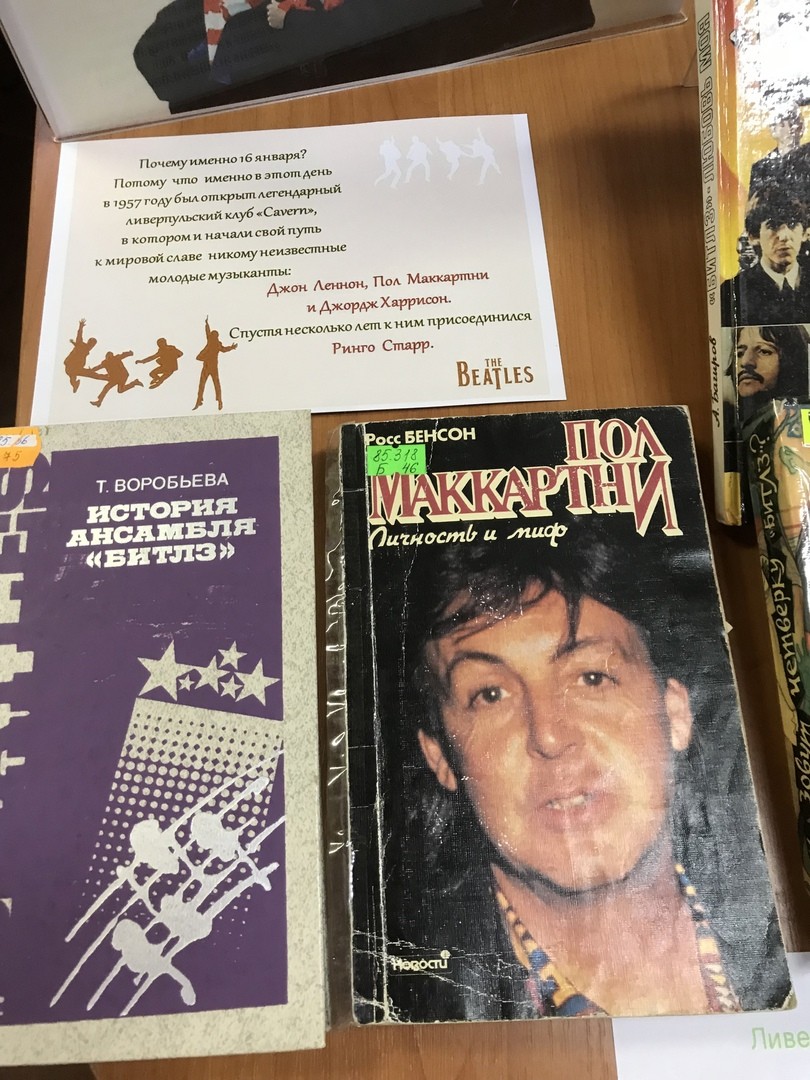 Почему именно 16 января?
Потому что именно в этот день
в 1957 году был открыт легендарный
ливерпульский клуб «Cavern»,
в котором и начали свой путь
к мировой славе никому неизвестные
молодые музыканты:
Джон Леннон, Пол Маккартни
и Джордж Харрисон.
Спустя несколько лет к ним присоединился
Ринго Старр.
THE
BEATLES
Т. ВОРОБЬЕВА
ИСТОРИЯ
АНСАМБЛЯ
«БИТЛЗ»
Росс БЕНСОН
85.318
Б 46
ПОЛ
МАККАРТНИ
Личность и миф
Новости
А. Багиров
«БИТЛЗ» ЛЮБОВЬ МОЯ
четверку "Битлз"?
Ливе